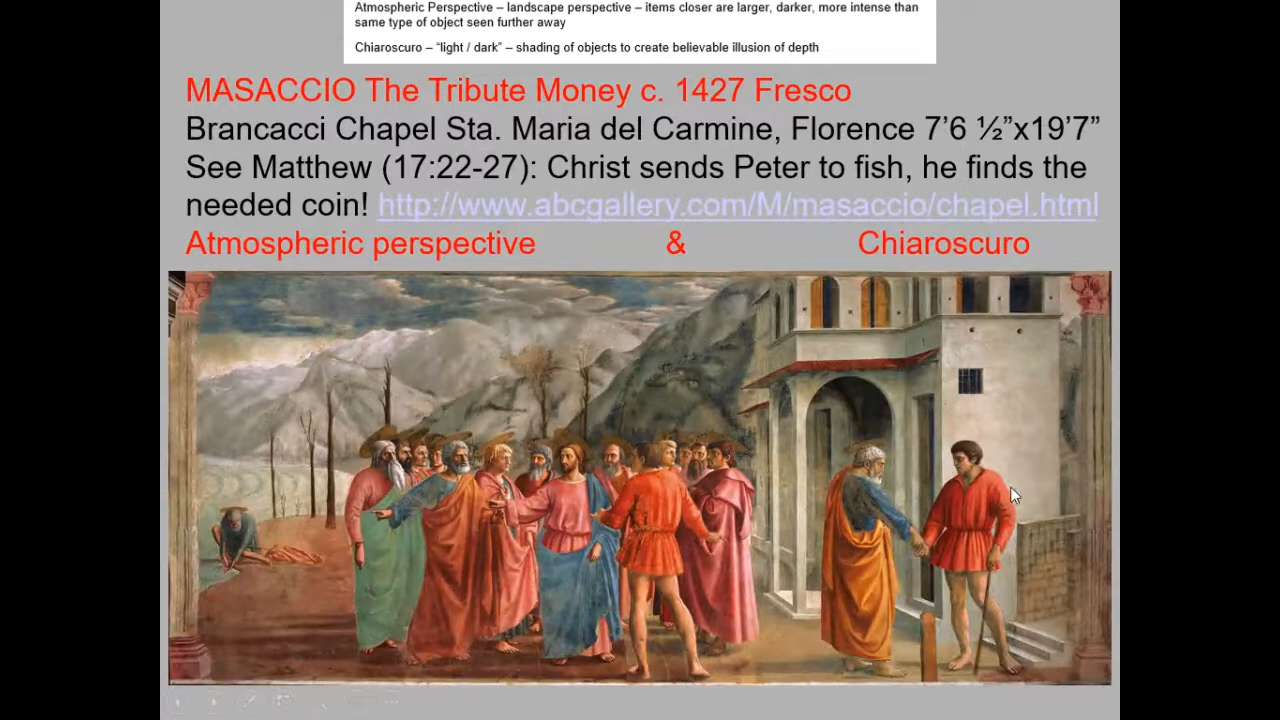 Atmospheric Perspective – landscape perspective – items closer are larger, darker, more intense than
same type of object seen further away
Chiaroscuro – “light / dark” – shading of objects to create believable illusion of depth
MASACCIO The Tribute Money c. 1427 Fresco
Brancacci Chapel Sta. Maria del Carmine, Florence 7’6 ½”x19’7”
See Matthew (17:22-27): Christ sends Peter to fish, he finds the
needed coin! http://www.abcgallery.com/M/masaccio/chapel.html
Atmospheric perspective & Chiaroscuro